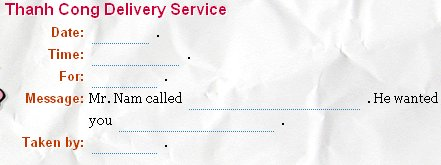 Thanh Cong Delivery Service
Date: .
Time: .
For: .
Message: Mr. Nam called . He wanted
you .
Taken by: .